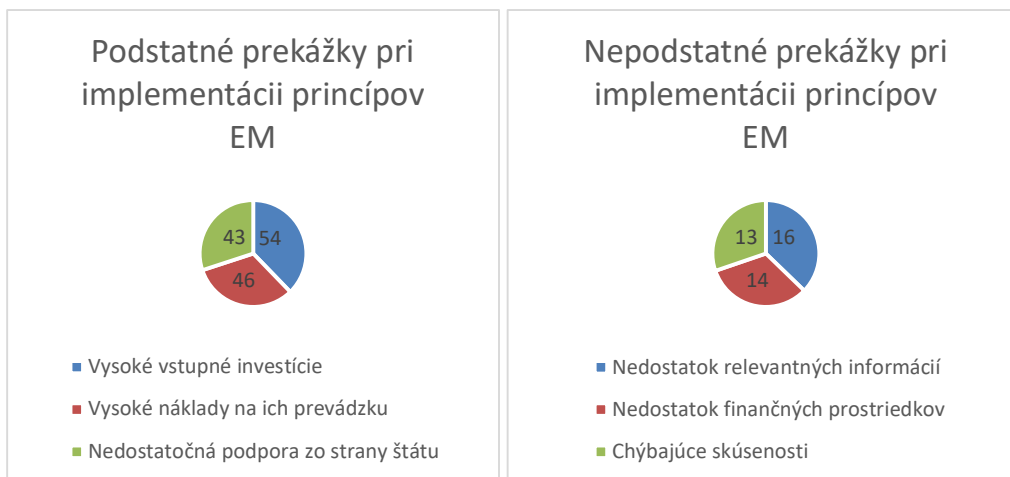 Podstatné prekážky pri
implementácii princípov
EM
43
54
46
Vysoké vstupné investície
Vysoké náklady na ich prevádzku
Nedostatočná podpora zo strany štátu
Nepodstatné prekážky pri
implementácii princípov
EM
13
16
14
Nedostatok relevantných informácií
Nedostatok finančných prostriedkov
Chýbajúce skúsenosti